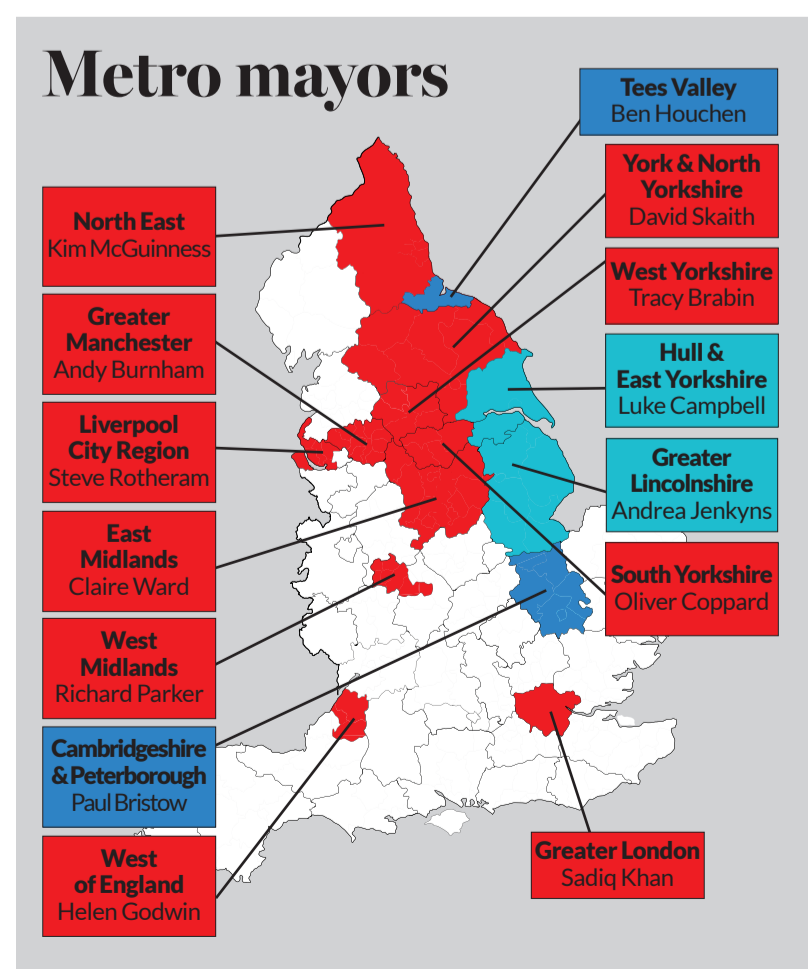 Metro mayors
Tees Valley
Ben Houchen
York & North
Yorkshire
David Skaith
West Yorkshire
Tracy Brabin
Hull &
East Yorkshire
Luke Campbell
Greater
Lincolnshire
Andrea Jenkyns
South Yorkshire
Oliver Coppard
North East
Kim McGuinness
Greater
Manchester
Andy Burnham
Liverpool
City Region
Steve Rotheram
East
Midlands
Claire Ward
West
Midlands
Richard Parker
Cambridgeshire
& Peterborough
Paul Bristow
West
of England
Helen Godwin
Greater London
Sadiq Khan